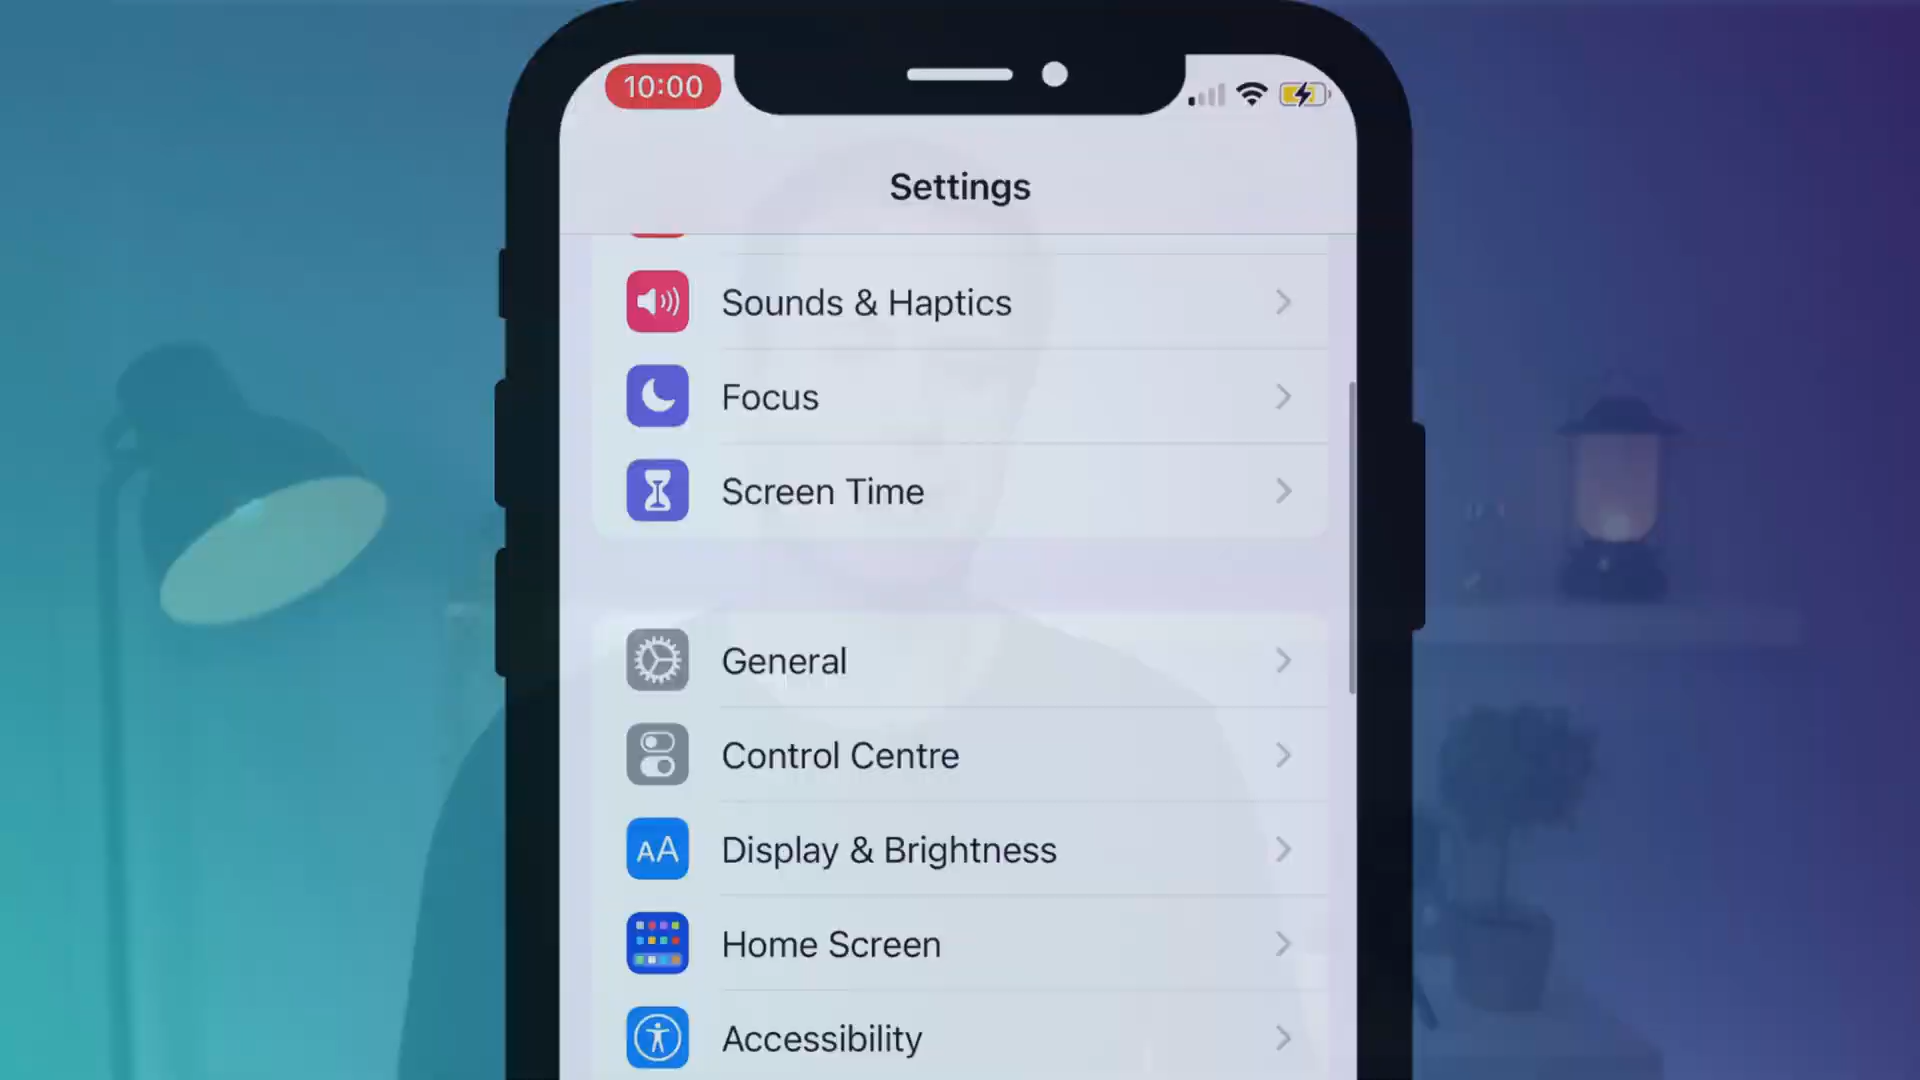 10:00
Settings
Sounds & Haptics
Focus
Screen Time
General
Control Centre
AA Display & Brightness
Home Screen
Accessibility